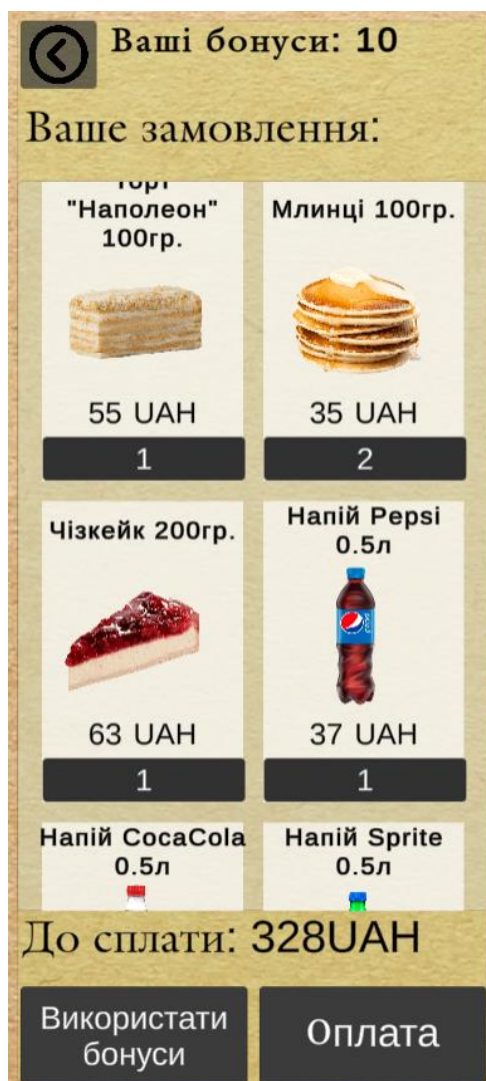 Ваші бонуси: 10
Ваше замовлення:
Торт
"Наполеон"
100гр.
55 UAH
1
Млинці 100гр.
35 UAH
2
Чізкейк 200гр.
63 UAH
1
Напій Pepsi
0.5л
37 UAH
1
Напій CocaCola
0.5л
Напій Sprite
0.5л
До сплати: 328UAH
Використати
бонуси
Оплата